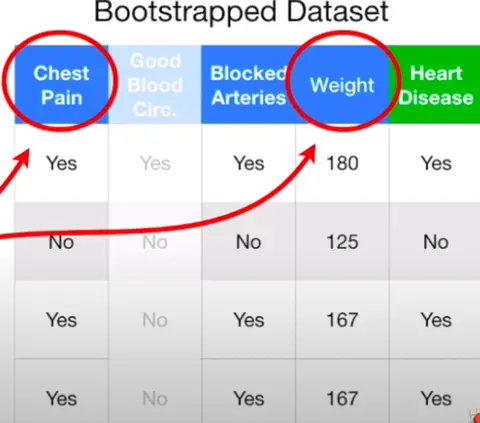 Bootstrapped Dataset
Chest Pain Good Blood Circ. Blocked Arteries Weight Heart Disease
Yes Yes Yes 180 Yes
No No No 125 No
Yes No Yes 167 Yes
Yes No Yes 167 Yes